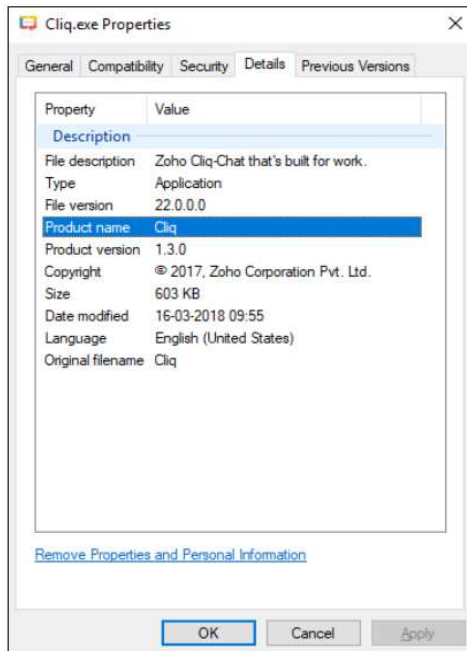 Cliq.exe Properties
General Compatibility Security Details Previous Versions
Property Value
Description
File description Zoho Cliq-Chat that's built for work.
Type Application
File version 22.0.0.0
Product name Cliq
Product version 1.3.0
Copyright © 2017, Zoho Corporation Pvt. Ltd.
Size 603 KB
Date modified 16-03-2018 09:55
Language English (United States)
Original filename Cliq
Remove Properties and Personal Information
OK Cancel Apply